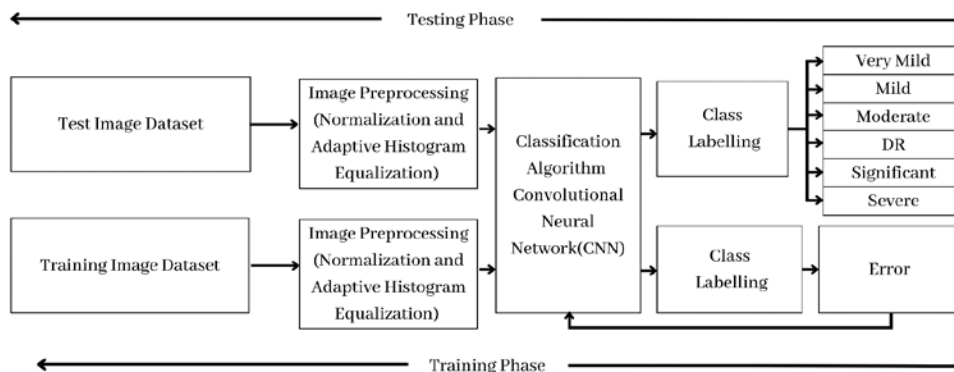 Testing Phase
Test Image Dataset
Image Preprocessing
(Normalization and
Adaptive Histogram
Equalization)
Classification
Algorithm
Convolutional
Neural
Network(CNN)
Class
Labelling
Very Mild
Mild
Moderate
DR
Significant
Severe
Training Image Dataset
Image Preprocessing
(Normalization and
Adaptive Histogram
Equalization)
Class
Labelling
Error
Training Phase